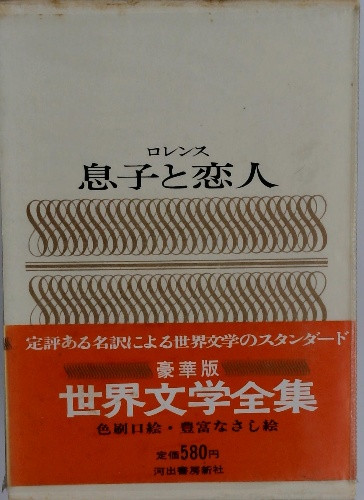 ロレンス
息子と恋人
定評ある名訳による世界文学のスタンダード
豪華版
世界文学全集
色刷口絵・豊富なさし絵
定価580円
河出書房新社